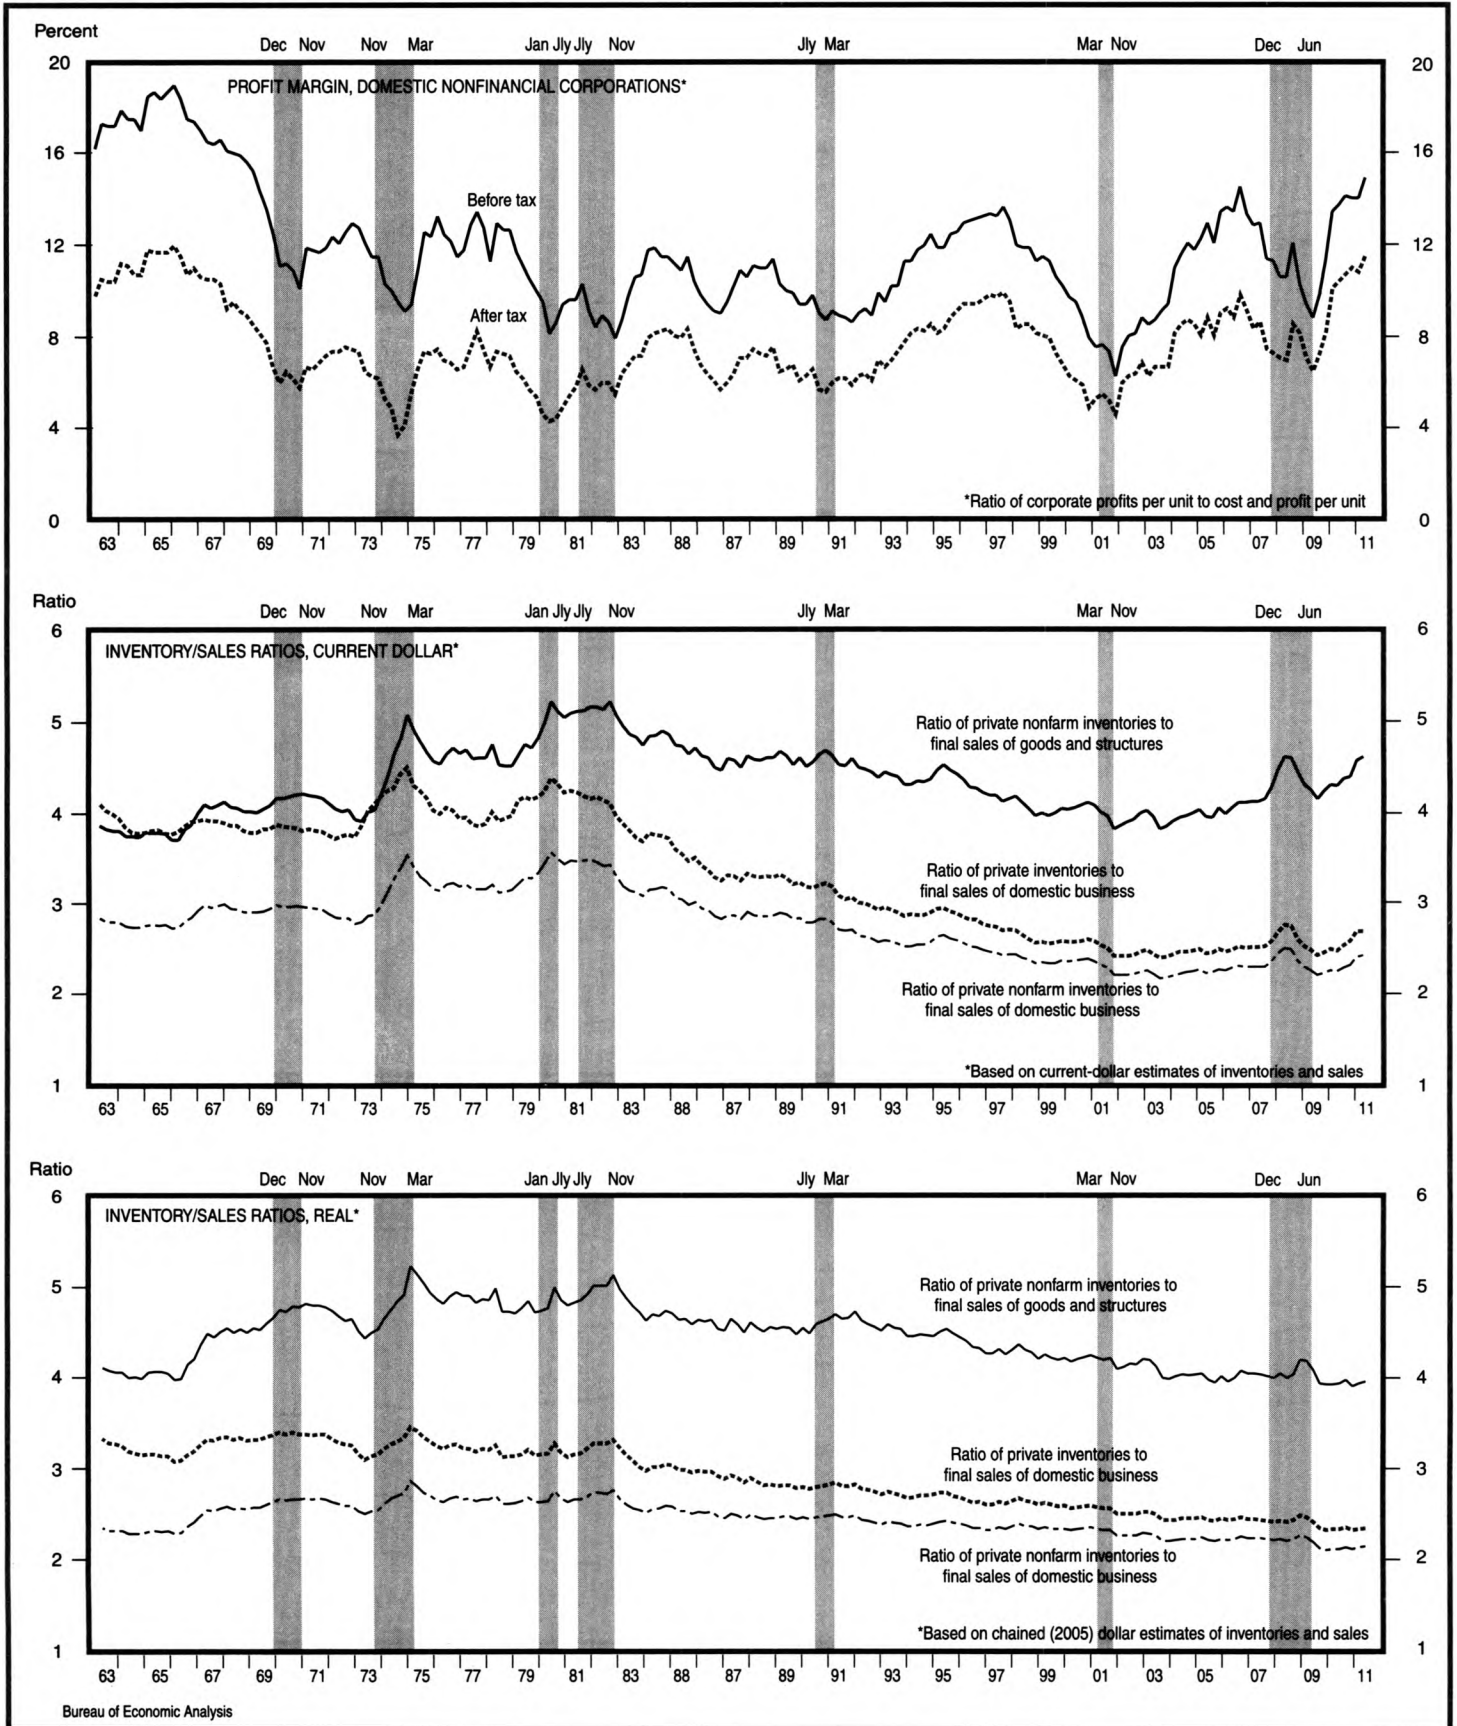 Percent
Dec Nov Nov Mar Jan Jly Jly Nov Jly Mar Mar Nov Dec Jun
20 20
PROFIT MARGIN, DOMESTIC NONFINANCIAL CORPORATIONS*
16 16
Before tax
12 12
After tax
8 8
4 4
*Ratio of corporate profits per unit to cost and profit per unit
0 0
63 65 67 69 71 73 75 77 79 81 83 88 87 89 91 93 95 97 99 01 03 05 07 09 11
Ratio
Dec Nov Nov Mar Jan Jly Jly Nov Jly Mar Mar Nov Dec Jun
6 6
INVENTORY/SALES RATIOS, CURRENT DOLLAR*
5 5
Ratio of private nonfarm inventories to
final sales of goods and structures
4 4
Ratio of private inventories to
final sales of domestic business
3 3
Ratio of private nonfarm inventories to
final sales of domestic business
2 2
*Based on current-dollar estimates of inventories and sales
1 1
63 65 67 69 71 73 75 77 79 81 83 88 87 89 91 93 95 97 99 01 03 05 07 09 11
Ratio
Dec Nov Nov Mar Jan Jly Jly Nov Jly Mar Mar Nov Dec Jun
6 6
INVENTORY/SALES RATIOS, REAL*
5 5
Ratio of private nonfarm inventories to
final sales of goods and structures
4 4
Ratio of private inventories to
final sales of domestic business
3 3
Ratio of private nonfarm inventories to
final sales of domestic business
2 2
*Based on chained (2005) dollar estimates of inventories and sales
1 1
63 65 67 69 71 73 75 77 79 81 83 88 87 89 91 93 95 97 99 01 03 05 07 09 11
Bureau of Economic Analysis